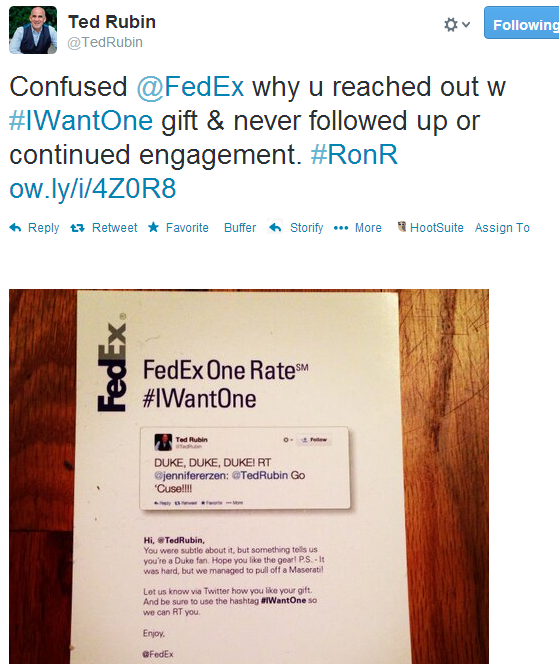 Ted Rubin
@TedRubin
Following
Confused @FedEx why u reached out w
#IWantOne gift & never followed up or
continued engagement. #RonR
ow.ly/i/4Z0R8
Reply Retweet Favorite Buffer Storify More HootSuite Assign To
FedEx®
FedEx One Rate℠
#IWantOne
Ted Rubin
@TedRubin
Follow
DUKE, DUKE, DUKE! RT
@jennifererzen: @TedRubin Go
'Cuse!!!!
Reply Retweet Favorite More
Hi, @TedRubin,
You were subtle about it, but something tells us
you're a Duke fan. Hope you like the gear! P.S. - It
was hard, but we managed to pull off a Maserati!
Let us know via Twitter how you like your gift.
And be sure to use the hashtag #IWantOne so
we can RT you.
Enjoy,
@FedEx